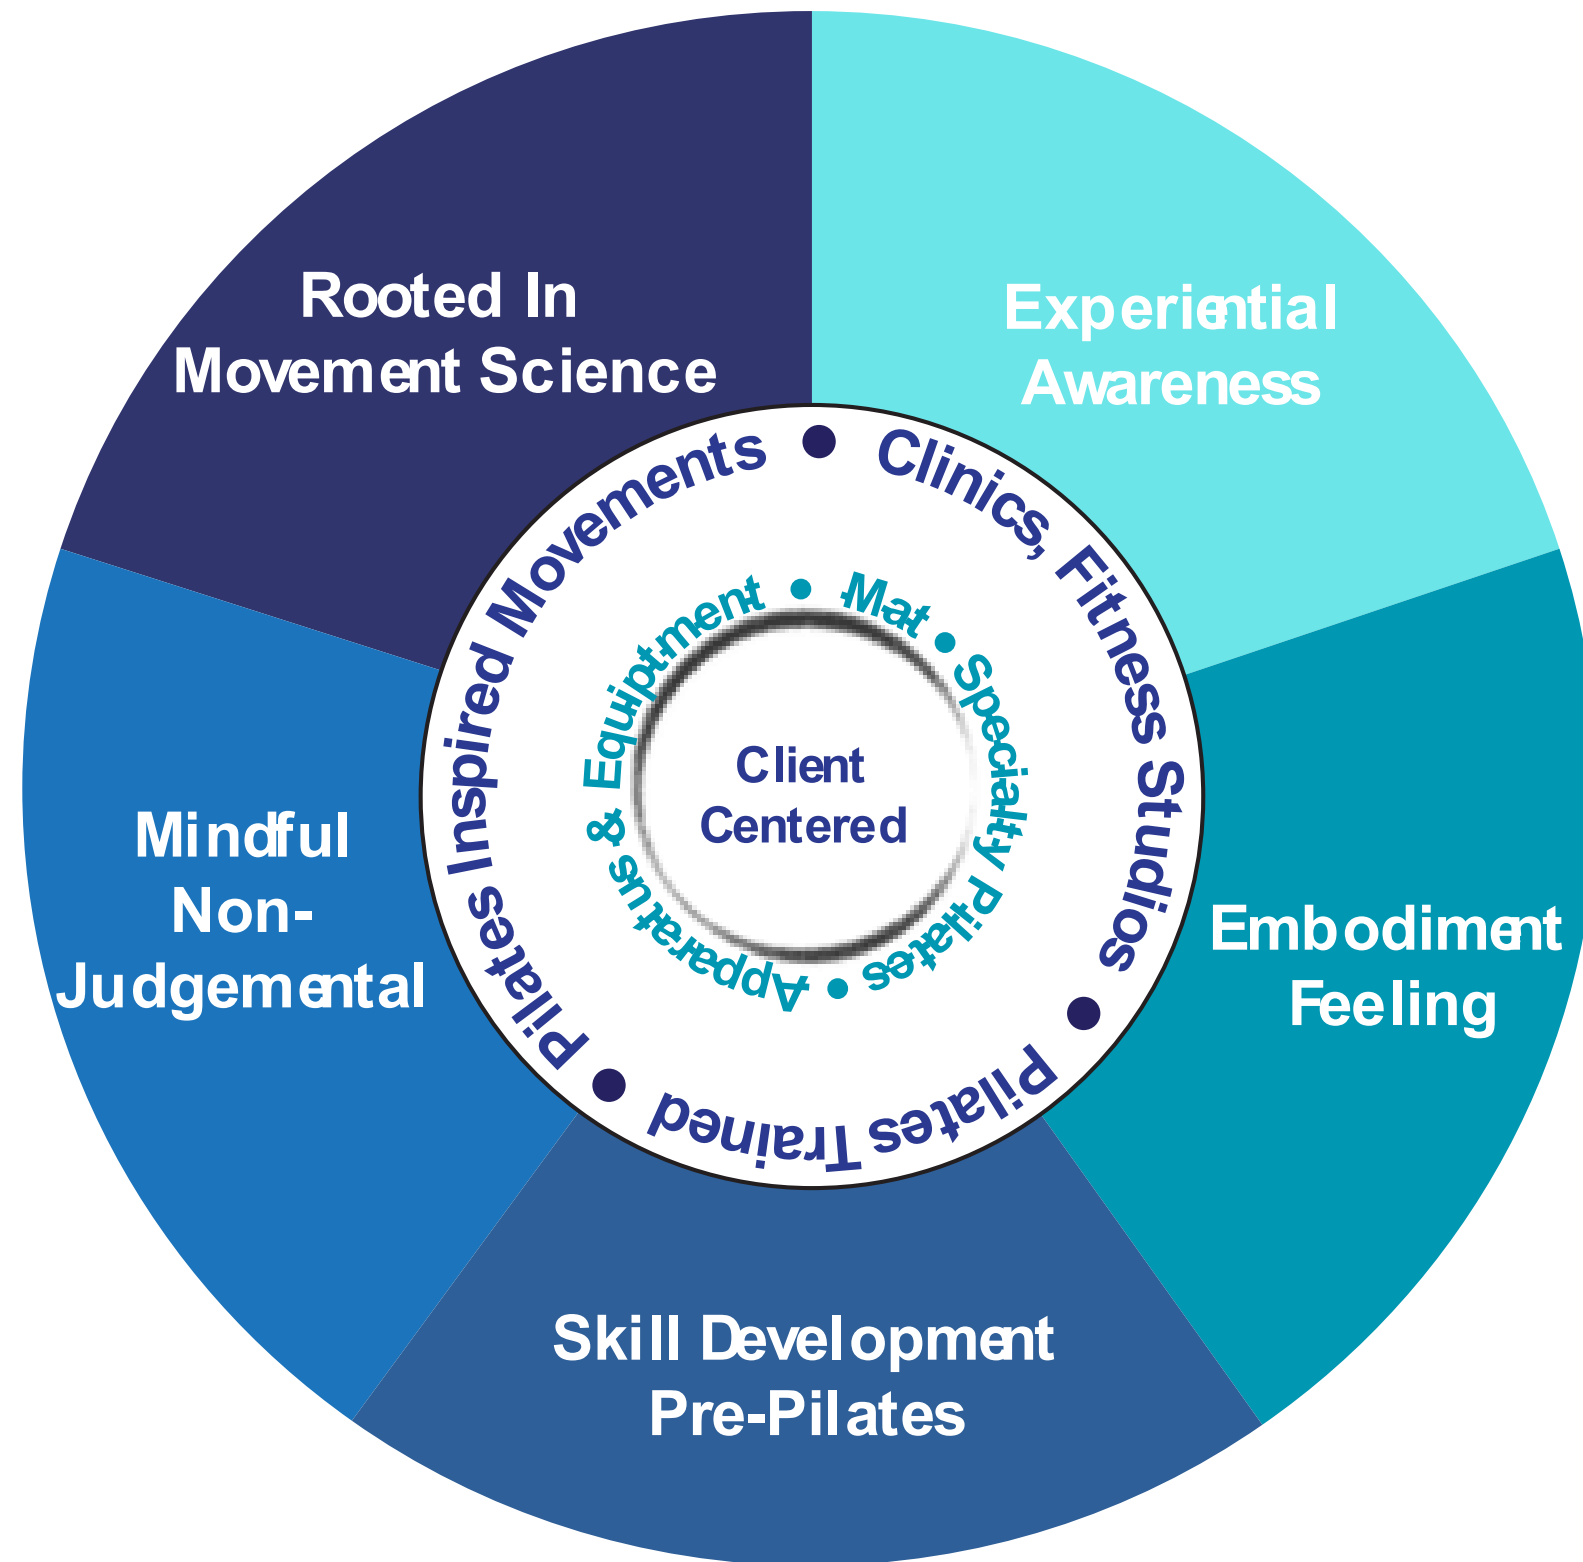 Rooted In
Movement Science
Experiential
Awareness
Embodiment
Feeling
Skill Development
Pre-Pilates
Mindful
Non-
Judgemental
Pilates Inspired Movements • Clinics, Fitness Studios • Pilates Trained •
Apparatus & Equiptment • Mat • Specialty Pilates •
Client
Centered